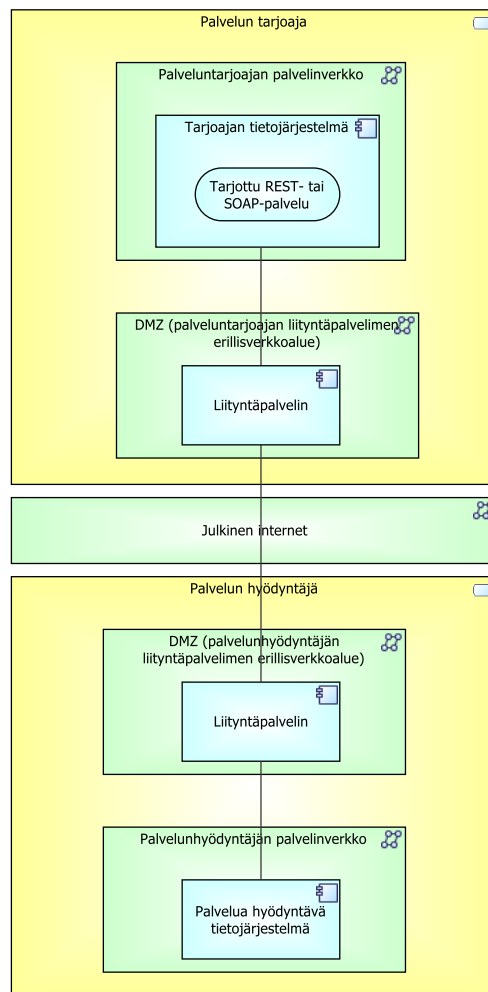 Palvelun tarjoaja
Palveluntarjoajan palvelinverkko
Tarjoajan tietojärjestelmä
Tarjottu REST- tai
SOAP-palvelu
DMZ (palveluntarjoajan liityntäpalvelimen
erillisverkkoalue)
Liityntäpalvelin
Julkinen internet
Palvelun hyödyntäjä
DMZ (palvelunhyödyntäjän
liityntäpalvelimen erillisverkkoalue)
Liityntäpalvelin
Palvelunhyödyntäjän palvelinverkko
Palvelua hyödyntävä
tietojärjestelmä